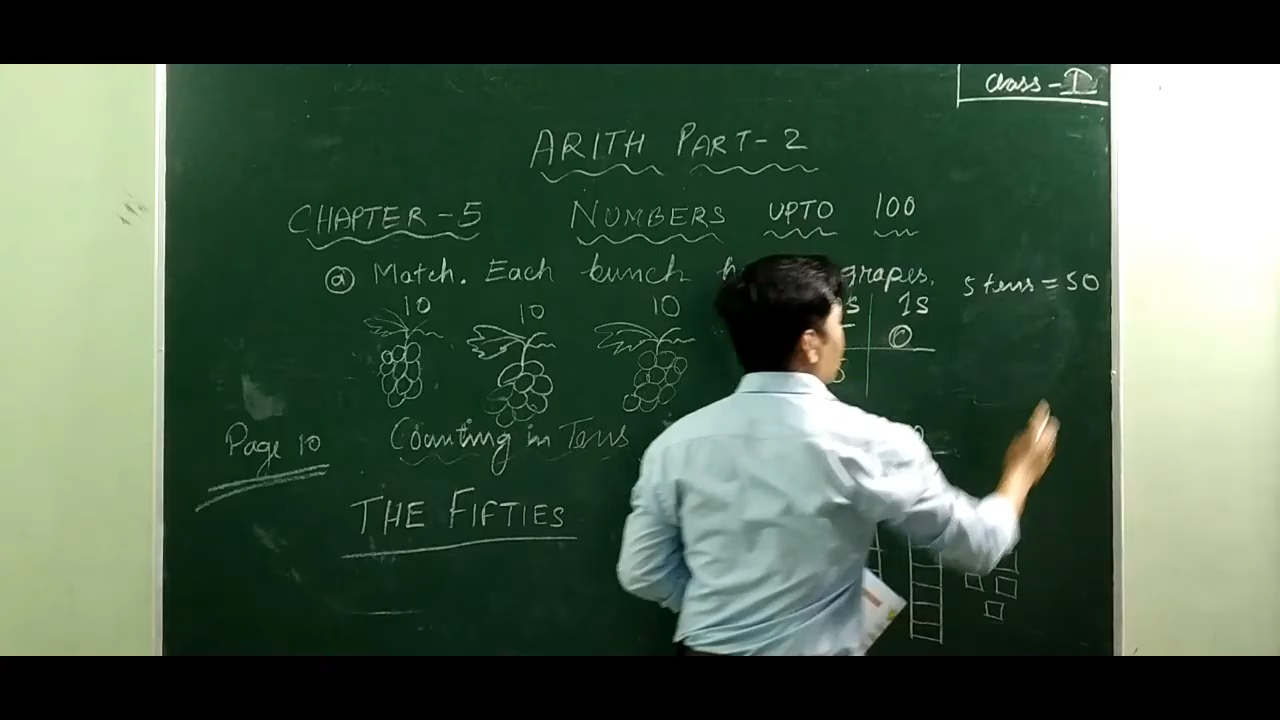 Class - I
ARITH PART-2
CHAPTER-5 NUMBERS UPTO 100
(a) Match. Each bunch grapes.
5 tens = 50
10 10 10 1s
0
Page 10 Counting in Tens
THE FIFTIES